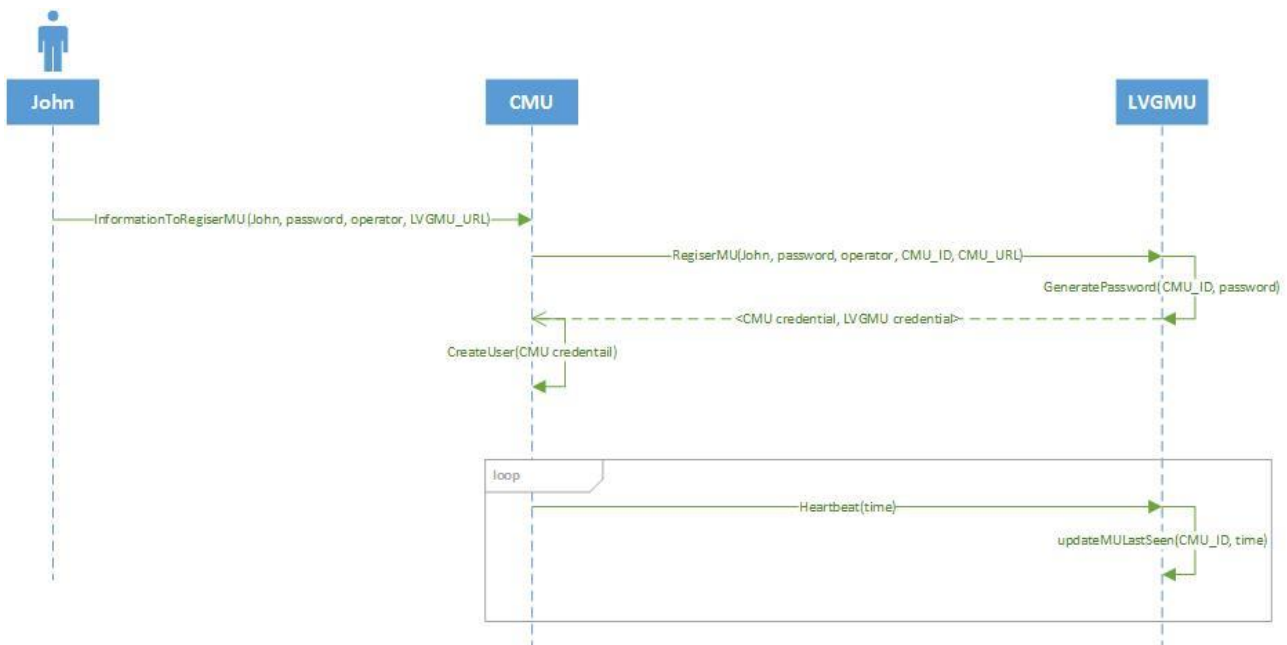 John
CMU
LVGMU
InformationToRegiserMU(John, password, operator, LVGMU_URL)
RegiserMU(John, password, operator, CMU_ID, CMU_URL)
GeneratePassword(CMU_ID, password)
<CMU credential, LVGMU credential>
CreateUser(CMU credentail)
loop
Heartbeat(time)
updateMULastSeen(CMU_ID, time)